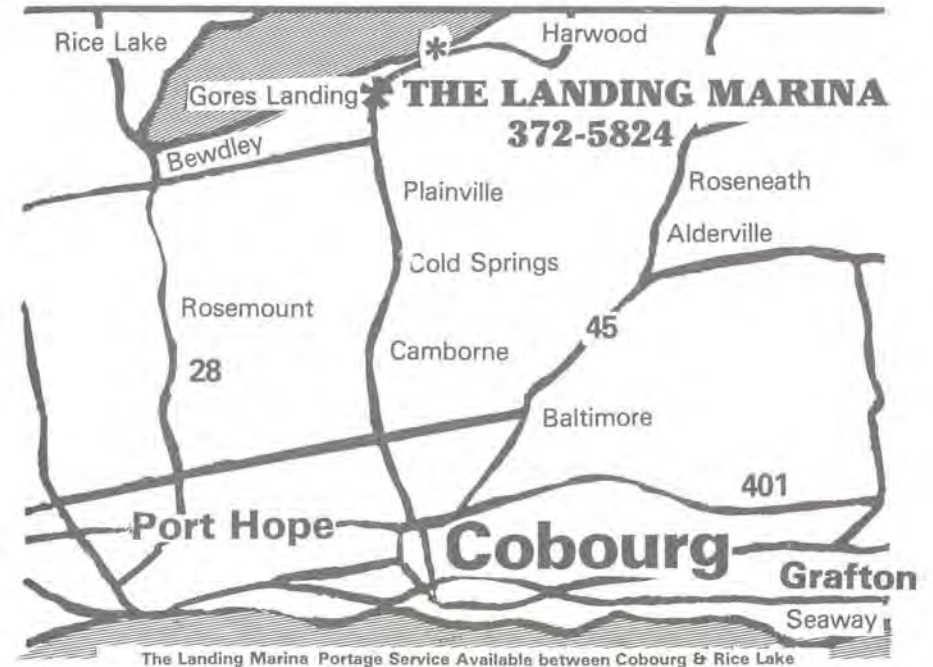 Rice Lake
Harwood
*
Gores Landing * THE LANDING MARINA
372-5824
Bewdley
Plainville
Roseneath
Alderville
Cold Springs
Rosemount
45
Camborne
28
Baltimore
401
Port Hope
Cobourg
Grafton
Seaway
The Landing Marina Portage Service Available between Cobourg & Rice Lake